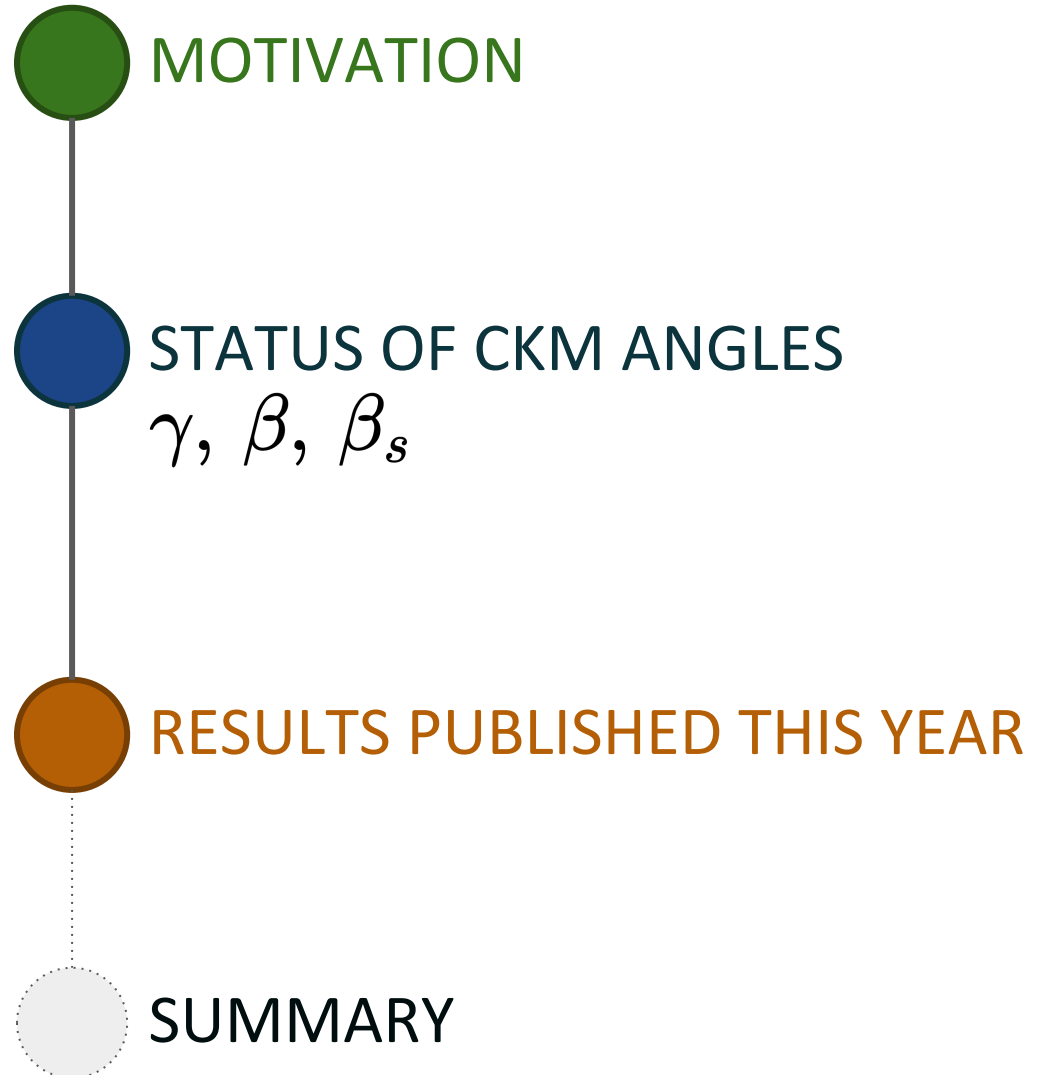 MOTIVATION
STATUS OF CKM ANGLES
γ, β, βₛ
RESULTS PUBLISHED THIS YEAR
SUMMARY